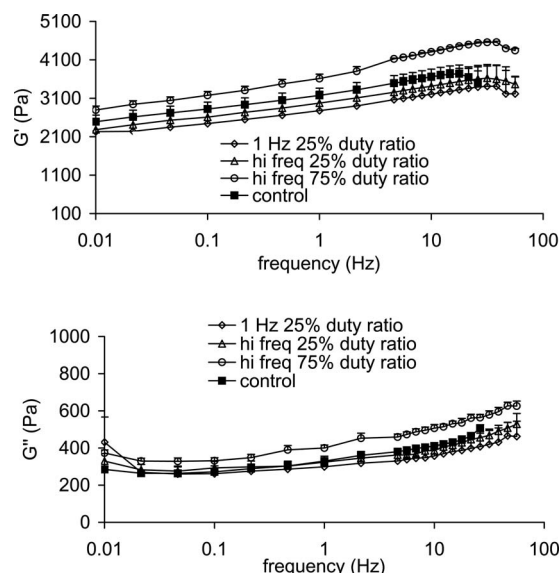 5100
4100
3100
2100
1100
100
G' (Pa)
1 Hz 25% duty ratio
hi freq 25% duty ratio
hi freq 75% duty ratio
control
0.01 0.1 1 10 100
frequency (Hz)
1000
800
600
400
200
0
G'' (Pa)
1 Hz 25% duty ratio
hi freq 25% duty ratio
hi freq 75% duty ratio
control
0.01 0.1 1 10 100
frequency (Hz)